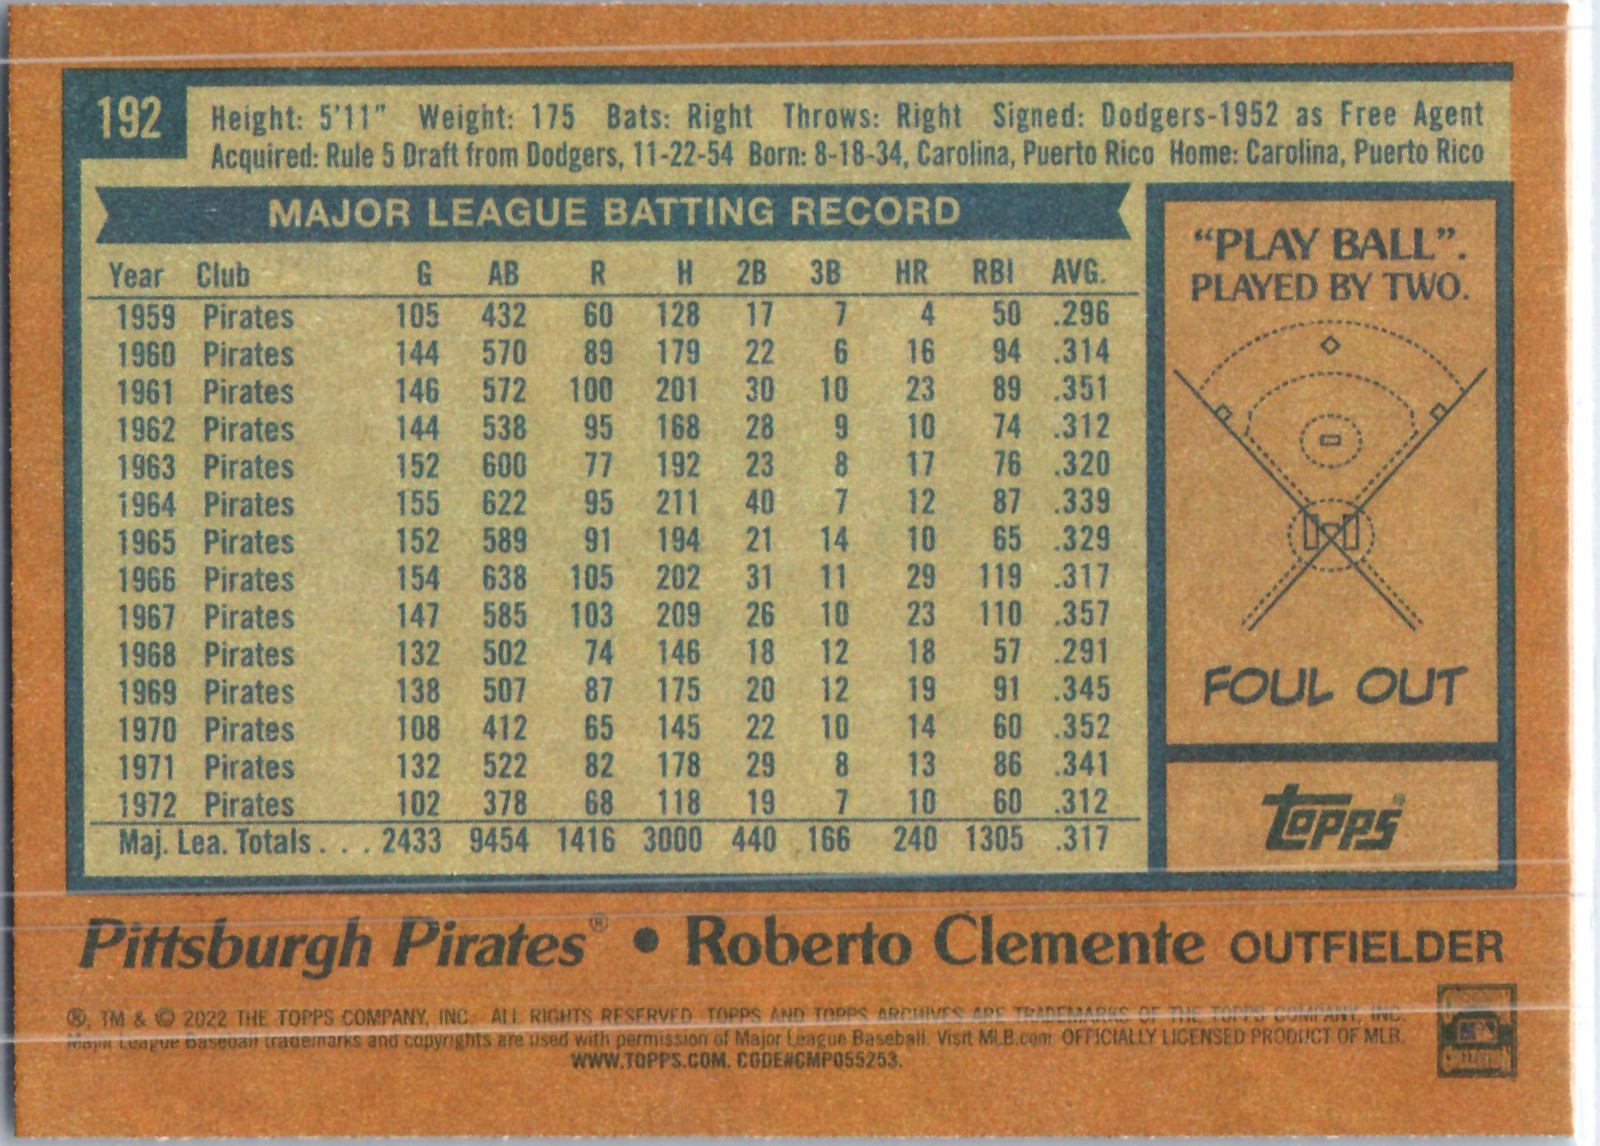 192
Height: 5'11" Weight: 175 Bats: Right Throws: Right Signed: Dodgers-1952 as Free Agent
Acquired: Rule 5 Draft from Dodgers, 11-22-54 Born: 8-18-34, Carolina, Puerto Rico Home: Carolina, Puerto Rico
MAJOR LEAGUE BATTING RECORD
Year Club G AB R H 2B 3B HR RBI AVG.
1959 Pirates 105 432 60 128 17 7 4 50 .296
1960 Pirates 144 570 89 179 22 6 16 94 .314
1961 Pirates 146 572 100 201 30 10 23 89 .351
1962 Pirates 144 538 95 168 28 9 10 74 .312
1963 Pirates 152 600 77 192 23 8 17 76 .320
1964 Pirates 155 622 95 211 40 7 12 87 .339
1965 Pirates 152 589 91 194 21 14 10 65 .329
1966 Pirates 154 638 105 202 31 11 29 119 .317
1967 Pirates 147 585 103 209 26 10 23 110 .357
1968 Pirates 132 502 74 146 18 12 18 57 .291
1969 Pirates 138 507 87 175 20 12 19 91 .345
1970 Pirates 108 412 65 145 22 10 14 60 .352
1971 Pirates 132 522 82 178 29 8 13 86 .341
1972 Pirates 102 378 68 118 19 7 10 60 .312
Maj. Lea. Totals . . . 2433 9454 1416 3000 440 166 240 1305 .317
"PLAY BALL".
PLAYED BY TWO.
FOUL OUT
Topps®
Pittsburgh Pirates® • Roberto Clemente OUTFIELDER
®, TM & © 2022 THE TOPPS COMPANY, INC. ALL RIGHTS RESERVED. TOPPS AND TOPPS ARCHIVES ARE TRADEMARKS OF THE TOPPS COMPANY, INC.
Major League Baseball trademarks and copyrights are used with permission of Major League Baseball. Visit MLB.com. OFFICIALLY LICENSED PRODUCT OF MLB.
WWW.TOPPS.COM. CODE#CMP055253.